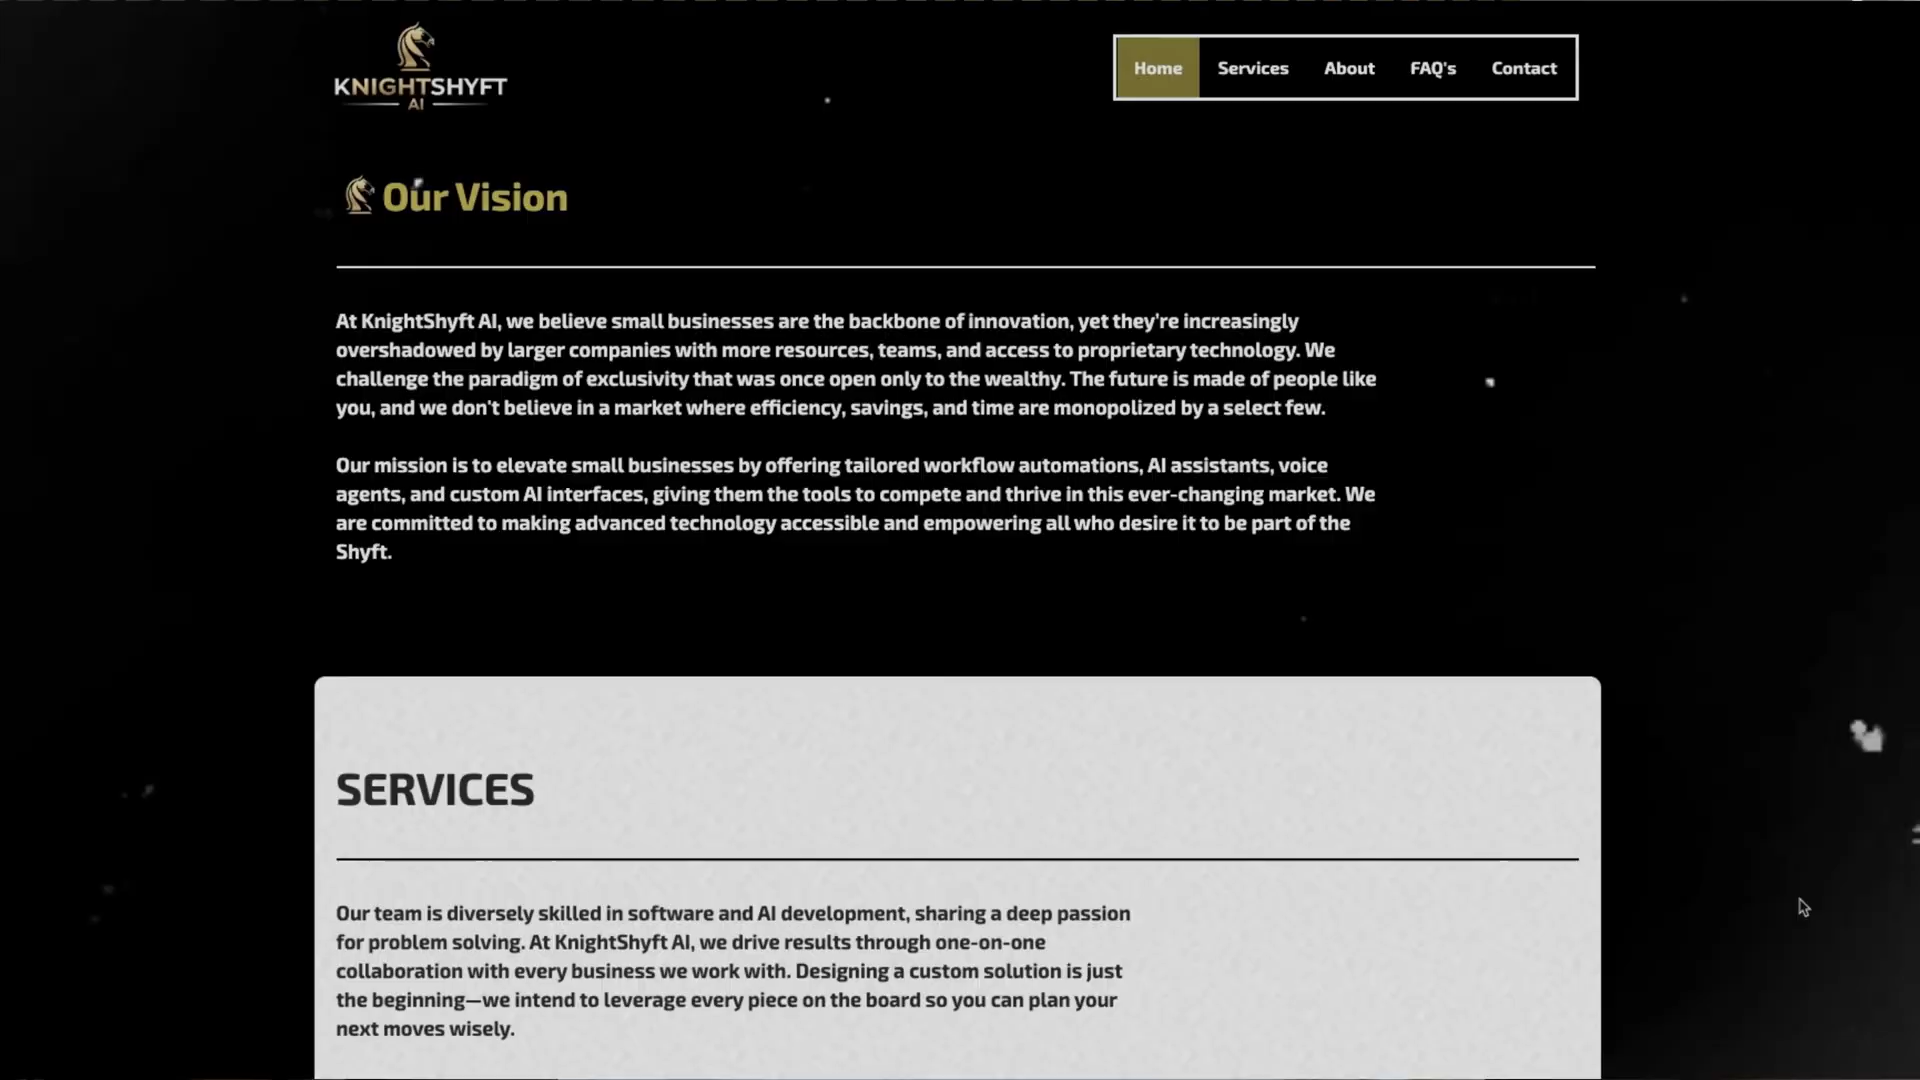 KNIGHTSHYFT
AI
Home Services About FAQ's Contact
Our Vision
At KnightShyft AI, we believe small businesses are the backbone of innovation, yet they're increasingly
overshadowed by larger companies with more resources, teams, and access to proprietary technology. We
challenge the paradigm of exclusivity that was once open only to the wealthy. The future is made of people like
you, and we don't believe in a market where efficiency, savings, and time are monopolized by a select few.
Our mission is to elevate small businesses by offering tailored workflow automations, AI assistants, voice
agents, and custom AI interfaces, giving them the tools to compete and thrive in this ever-changing market. We
are committed to making advanced technology accessible and empowering all who desire it to be part of the
Shyft.
SERVICES
Our team is diversely skilled in software and AI development, sharing a deep passion
for problem solving. At KnightShyft AI, we drive results through one-on-one
collaboration with every business we work with. Designing a custom solution is just
the beginning—we intend to leverage every piece on the board so you can plan your
next moves wisely.